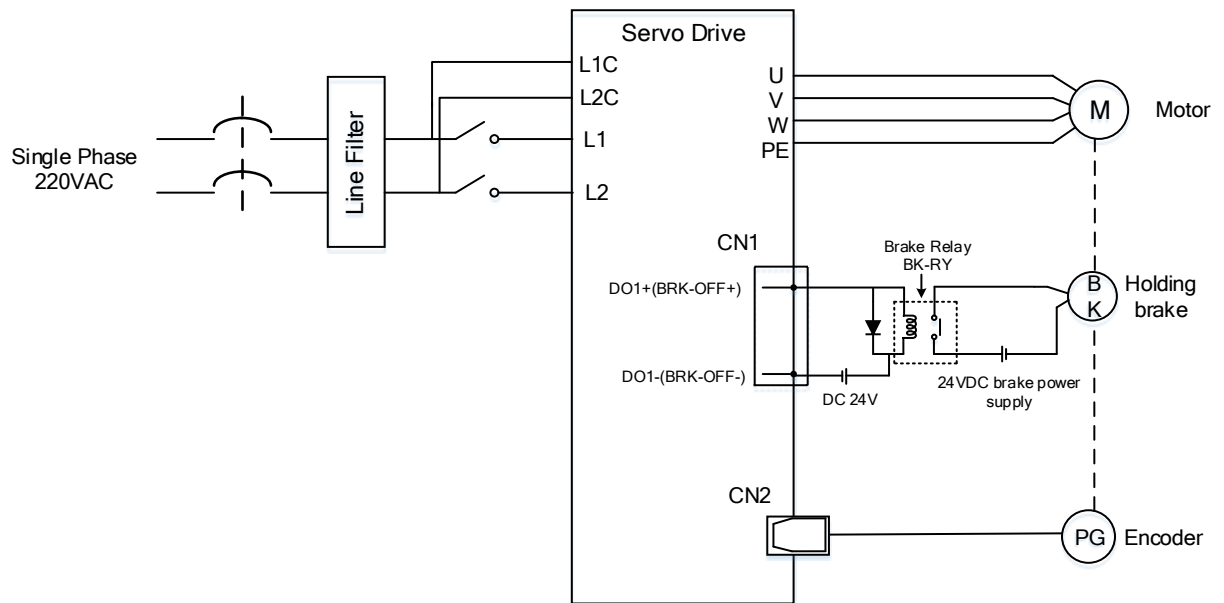 Servo Drive
L1C
L2C
L1
L2
Single Phase
220VAC
Line Filter
U
V
W
PE
M
Motor
CN1
Brake Relay
BK-RY
DO1+(BRK-OFF+)
DO1-(BRK-OFF-)
DC 24V
24VDC brake power
supply
B
K
Holding
brake
CN2
PG
Encoder